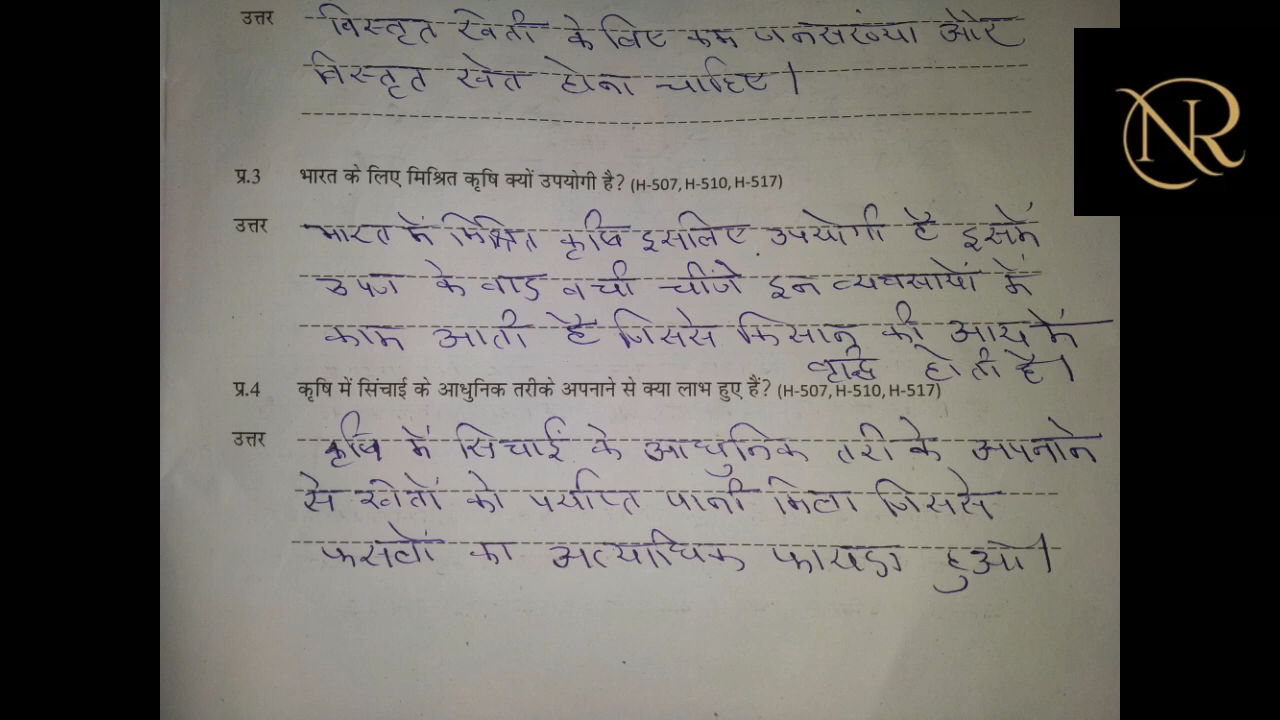 उत्तर विस्तृत खेती के लिए कम जनसंख्या और
विस्तृत खेत होना चाहिए।
NR
प्र.3 भारत के लिए मिश्रित कृषि क्यों उपयोगी है? (H-507, H-510, H-517)
उत्तर भारत में मिश्रित कृषि इसलिए उपयोगी है इसमें
उपज के बाद बची चीजे इन व्यवसायों में
काम आती है जिससे किसान की आय में
वृद्धि होती है।
प्र.4 कृषि में सिंचाई के आधुनिक तरीके अपनाने से क्या लाभ हुए हैं? (H-507, H-510, H-517)
उत्तर कृषि में सिचाई के आधुनिक तरीके अपनाने
से खेतों को पर्याप्त पानी मिला जिससे
फसलों का अत्याधिक फायदा हुआ।